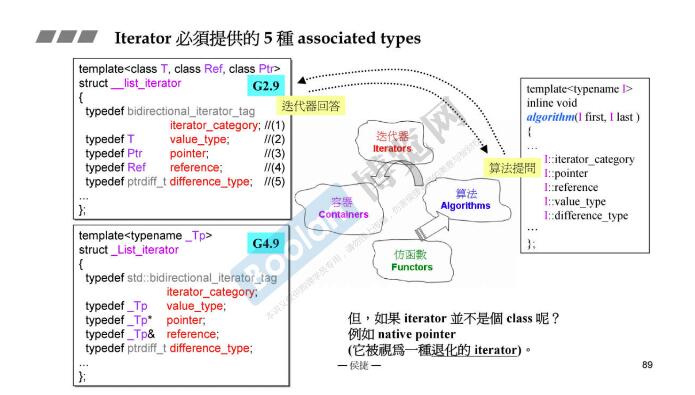 Iterator 必須提供的 5 種 associated types
template<class T, class Ref, class Ptr>
struct __list_iterator
G2.9
{
typedef bidirectional_iterator_tag
iterator_category; //(1)
typedef T value_type; //(2)
typedef Ptr pointer; //(3)
typedef Ref reference; //(4)
typedef ptrdiff_t difference_type; //(5)
...
};
template<typename _Tp>
struct _List_iterator
G4.9
{
typedef std::bidirectional_iterator_tag
iterator_category;
typedef _Tp value_type;
typedef _Tp* pointer;
typedef _Tp& reference;
typedef ptrdiff_t difference_type;
...
};
迭代器回答
迭代器
Iterators
容器
Containers
算法
Algorithms
仿函數
Functors
算法提問
template<typename I>
inline void
algorithm(I first, I last )
{
…
I::iterator_category
I::pointer
I::reference
I::value_type
I::difference_type
…
};
但，如果 iterator 並不是個 class 呢？
例如 native pointer
(它被視爲一種退化的 iterator)。
— 侯捷 —
89
Boolan 博览网